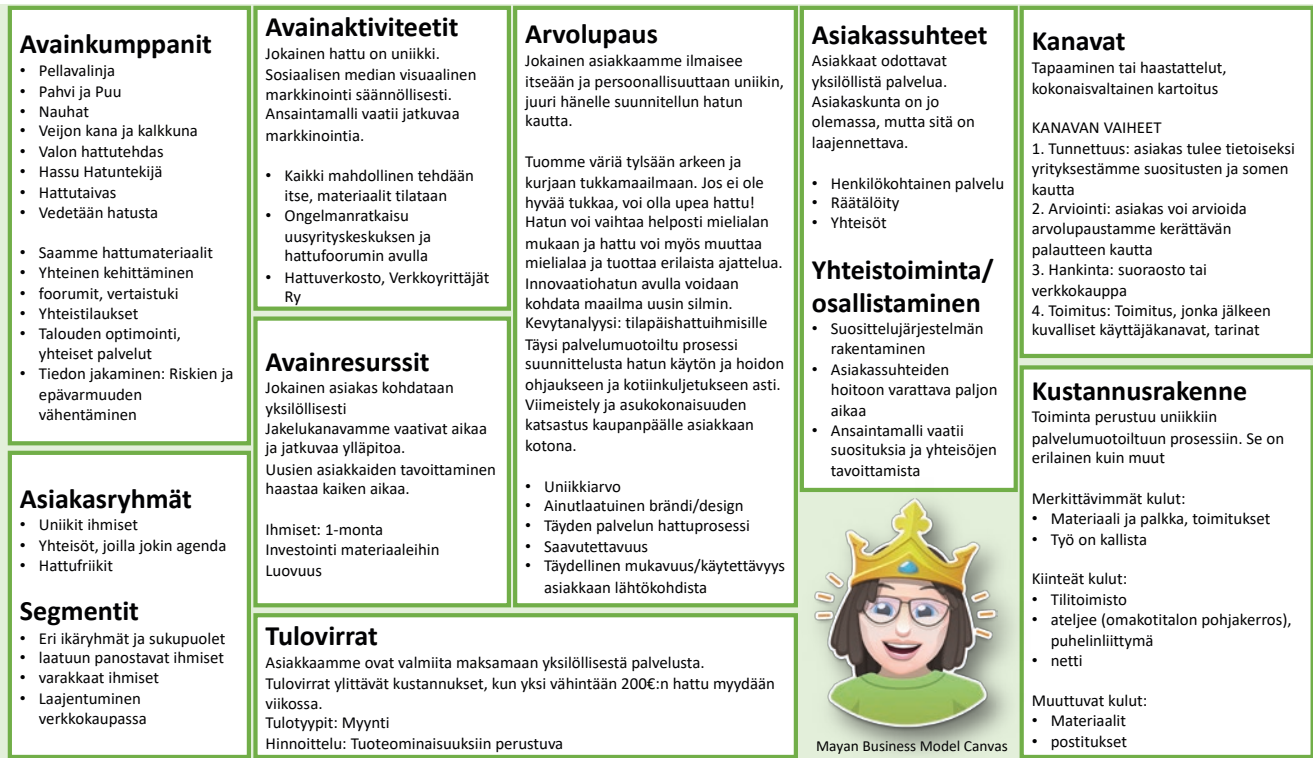 Avainkumppanit
• Pellavalinja
• Pahvi ja Puu
• Nauhat
• Veijon kana ja kalkkuna
• Valon hattutehdas
• Hassu Hatuntekijä
• Hattutaivas
• Vedetään hatusta
• Saamme hattumateriaalit
• Yhteinen kehittäminen
• foorumit, vertaistuki
• Yhteistilaukset
• Talouden optimointi,
yhteiset palvelut
• Tiedon jakaminen: Riskien ja
epävarmuuden
vähentäminen
Asiakasryhmät
• Uniikit ihmiset
• Yhteisöt, joilla jokin agenda
• Hattufriikit
Segmentit
• Eri ikäryhmät ja sukupuolet
• laatuun panostavat ihmiset
• varakkaat ihmiset
• Laajentuminen
verkkokaupassa
Avainaktiviteetit
Jokainen hattu on uniikki.
Sosiaalisen median visuaalinen
markkinointi säännöllisesti.
Ansaintamalli vaatii jatkuvaa
markkinointia.
• Kaikki mahdollinen tehdään
itse, materiaalit tilataan
• Ongelmanratkaisu
uusyrityskeskuksen ja
hattufoorumin avulla
• Hattuverkosto, Verkkoyrittäjät
Ry
Avainresurssit
Jokainen asiakas kohdataan
yksilöllisesti
Jakelukanavamme vaativat aikaa
ja jatkuvaa ylläpitoa.
Uusien asiakkaiden tavoittaminen
haastaa kaiken aikaa.
Ihmiset: 1-monta
Investointi materiaaleihin
Luovuus
Arvolupaus
Jokainen asiakkaamme ilmaisee
itseään ja persoonallisuuttaan uniikin,
juuri hänelle suunnitellun hatun
kautta.
Tuomme väriä tylsään arkeen ja
kurjaan tukkamaailmaan. Jos ei ole
hyvää tukkaa, voi olla upea hattu!
Hatun voi vaihtaa helposti mielialan
mukaan ja hattu voi myös muuttaa
mielialaa ja tuottaa erilaista ajattelua.
Innovaatiohatun avulla voidaan
kohdata maailma uusin silmin.
Kevytanalyysi: tilapäishattuihmisille
Täysi palvelumuotoiltu prosessi
suunnittelusta hatun käytön ja hoidon
ohjaukseen ja kotiinkuljetukseen asti.
Viimeistely ja asukokonaisuuden
katsastus kaupanpäälle asiakkaan
kotona.
• Uniikkiarvo
• Ainutlaatuinen brändi/design
• Täyden palvelun hattuprosessi
• Saavutettavuus
• Täydellinen mukavuus/käytettävyys
asiakkaan lähtökohdista
Tulovirrat
Asiakkaamme ovat valmiita maksamaan yksilöllisestä palvelusta.
Tulovirrat ylittävät kustannukset, kun yksi vähintään 200€:n hattu myydään
viikossa.
Tulotyypit: Myynti
Hinnoittelu: Tuoteominaisuuksiin perustuva
Asiakassuhteet
Asiakkaat odottavat
yksilöllistä palvelua.
Asiakaskunta on jo
olemassa, mutta sitä on
laajennettava.
• Henkilökohtainen palvelu
• Räätälöity
• Yhteisöt
Yhteistoiminta/
osallistaminen
• Suosittelujärjestelmän
rakentaminen
• Asiakassuhteiden
hoitoon varattava paljon
aikaa
• Ansaintamalli vaatii
suosituksia ja yhteisöjen
tavoittamista
Mayan Business Model Canvas
Kanavat
Tapaaminen tai haastattelut,
kokonaisvaltainen kartoitus
KANAVAN VAIHEET
1. Tunnettuus: asiakas tulee tietoiseksi
yrityksestämme suositusten ja somen
kautta
2. Arviointi: asiakas voi arvioida
arvolupaustamme kerättävän
palautteen kautta
3. Hankinta: suoraosto tai
verkkokauppa
4. Toimitus: Toimitus, jonka jälkeen
kuvalliset käyttäjäkanavat, tarinat
Kustannusrakenne
Toiminta perustuu uniikkiin
palvelumuotoiltuun prosessiin. Se on
erilainen kuin muut
Merkittävimmät kulut:
• Materiaali ja palkka, toimitukset
• Työ on kallista
Kiinteät kulut:
• Tilitoimisto
• ateljee (omakotitalon pohjakerros),
puhelinliittymä
• netti
Muuttuvat kulut:
• Materiaalit
• postitukset